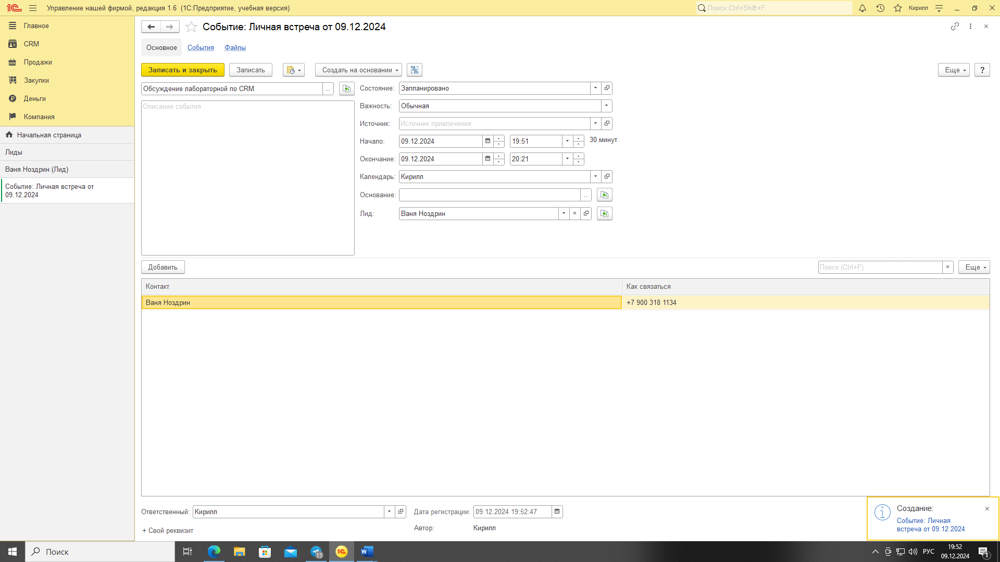 1С Управление нашей фирмой, редакция 1.6 (1С:Предприятие, учебная версия)
Поиск Ctrl+Shift+F
Кирилл
Главное
CRM
Продажи
Закупки
Деньги
Компания
Начальная страница
Лиды
Ваня Ноздрин (Лид)
Событие: Личная встреча от
09.12.2024
Событие: Личная встреча от 09.12.2024
Основное События Файлы
Записать и закрыть Записать Создать на основании Еще ?
Обсуждение лабораторной по CRM ...
Описание события
Состояние: Запланировано
Важность: Обычная
Источник: Источник привлечения
Начало: 09.12.2024 19:51 30 минут
Окончание: 09.12.2024 20:21
Календарь: Кирилл
Основание: ...
Лид: Ваня Ноздрин
Добавить Поиск (Ctrl+F) × Еще
Контакт Как связаться
Ваня Ноздрин +7 900 318 1134
Ответственный: Кирилл Дата регистрации: 09.12.2024 19:52:47
+ Свой реквизит Автор: Кирилл
Создание:
Событие: Личная
встреча от 09.12.2024
Поиск
15
1С
W
РУС
19:52
09.12.2024
1